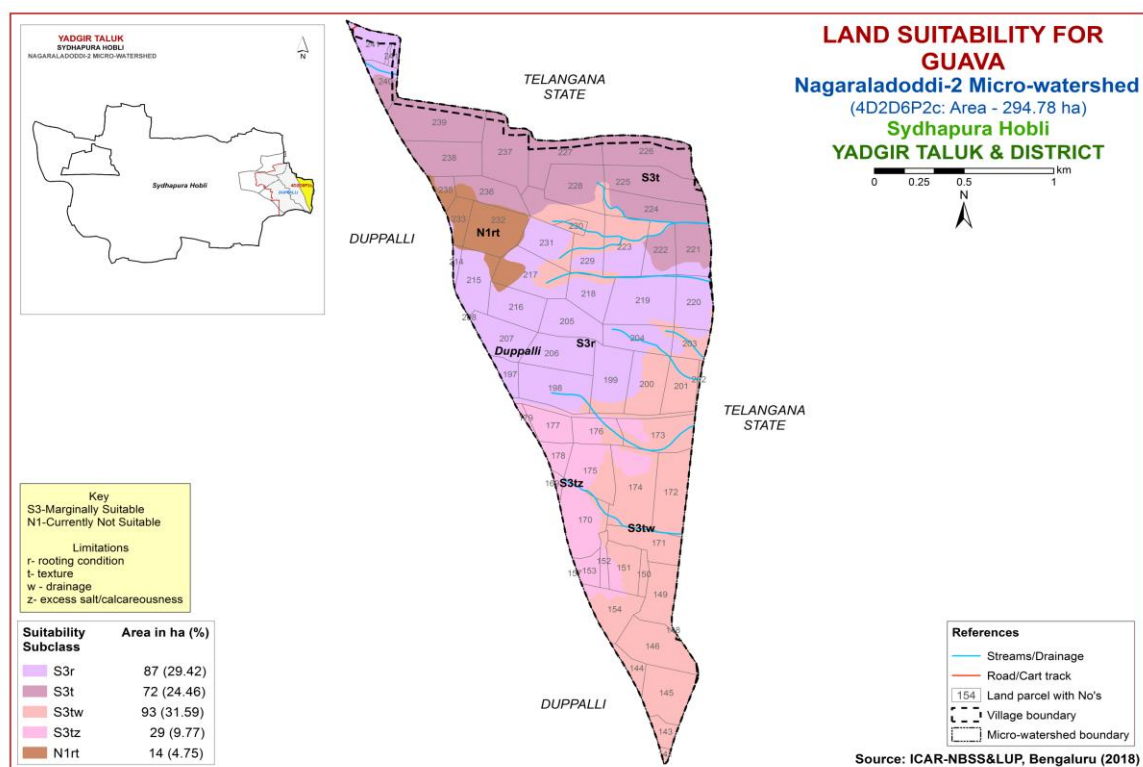 YADGIR TALUK
SYDHAPURA HOBLI
NAGARALADODDI-2 MICRO-WATERSHED
N
Sydhapura Hobli
DUPPALLI
LAND SUITABILITY FOR
GUAVA
Nagaraladoddi-2 Micro-watershed
(4D2D6P2c: Area - 294.78 ha)
Sydhapura Hobli
YADGIR TALUK & DISTRICT
0 0.25 0.5 1
km
N
TELANGANA
STATE
239
238
237
227
226
236
228
225
S3t
224
233
232
N1rt
230
231
223
222
221
DUPPALLI
214
229
215
217
218
219
220
216
205
207
204
203
Duppalli
206
S3r
197
198
199
200
201
202
TELANGANA
STATE
179
177
176
173
178
175
S3tz
174
172
170
S3tw
171
153
152
151
150
149
154
148
146
144
145
143
DUPPALLI
Key
S3-Marginally Suitable
N1-Currently Not Suitable
Limitations
r- rooting condition
t- texture
w - drainage
z- excess salt/calcareousness
Suitability Area in ha (%)
Subclass
S3r 87 (29.42)
S3t 72 (24.46)
S3tw 93 (31.59)
S3tz 29 (9.77)
N1rt 14 (4.75)
References
Streams/Drainage
Road/Cart track
154 Land parcel with No's
Village boundary
Micro-watershed boundary
Source: ICAR-NBSS&LUP, Bengaluru (2018)